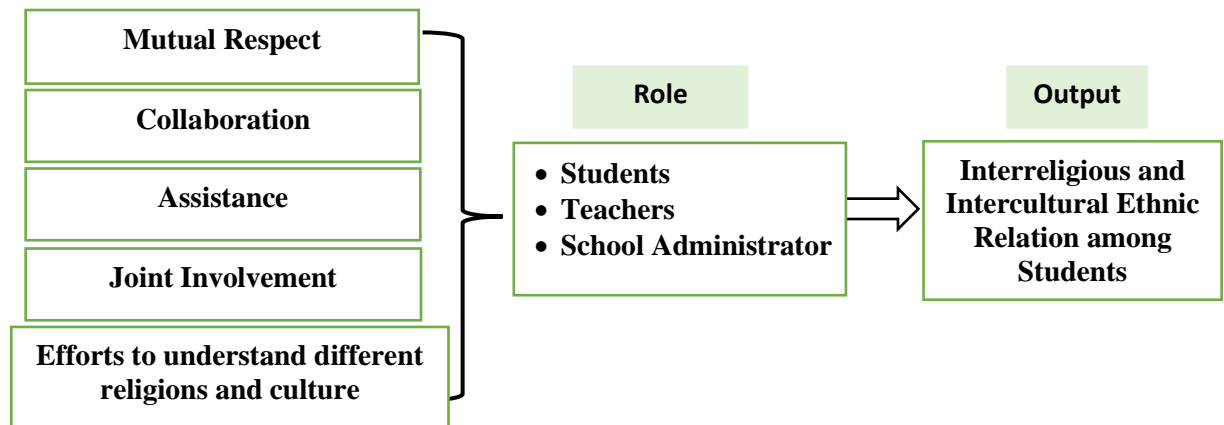 Mutual Respect
Collaboration
Assistance
Joint Involvement
Efforts to understand different
religions and culture
Role
• Students
• Teachers
• School Administrator
Output
Interreligious and
Intercultural Ethnic
Relation among
Students